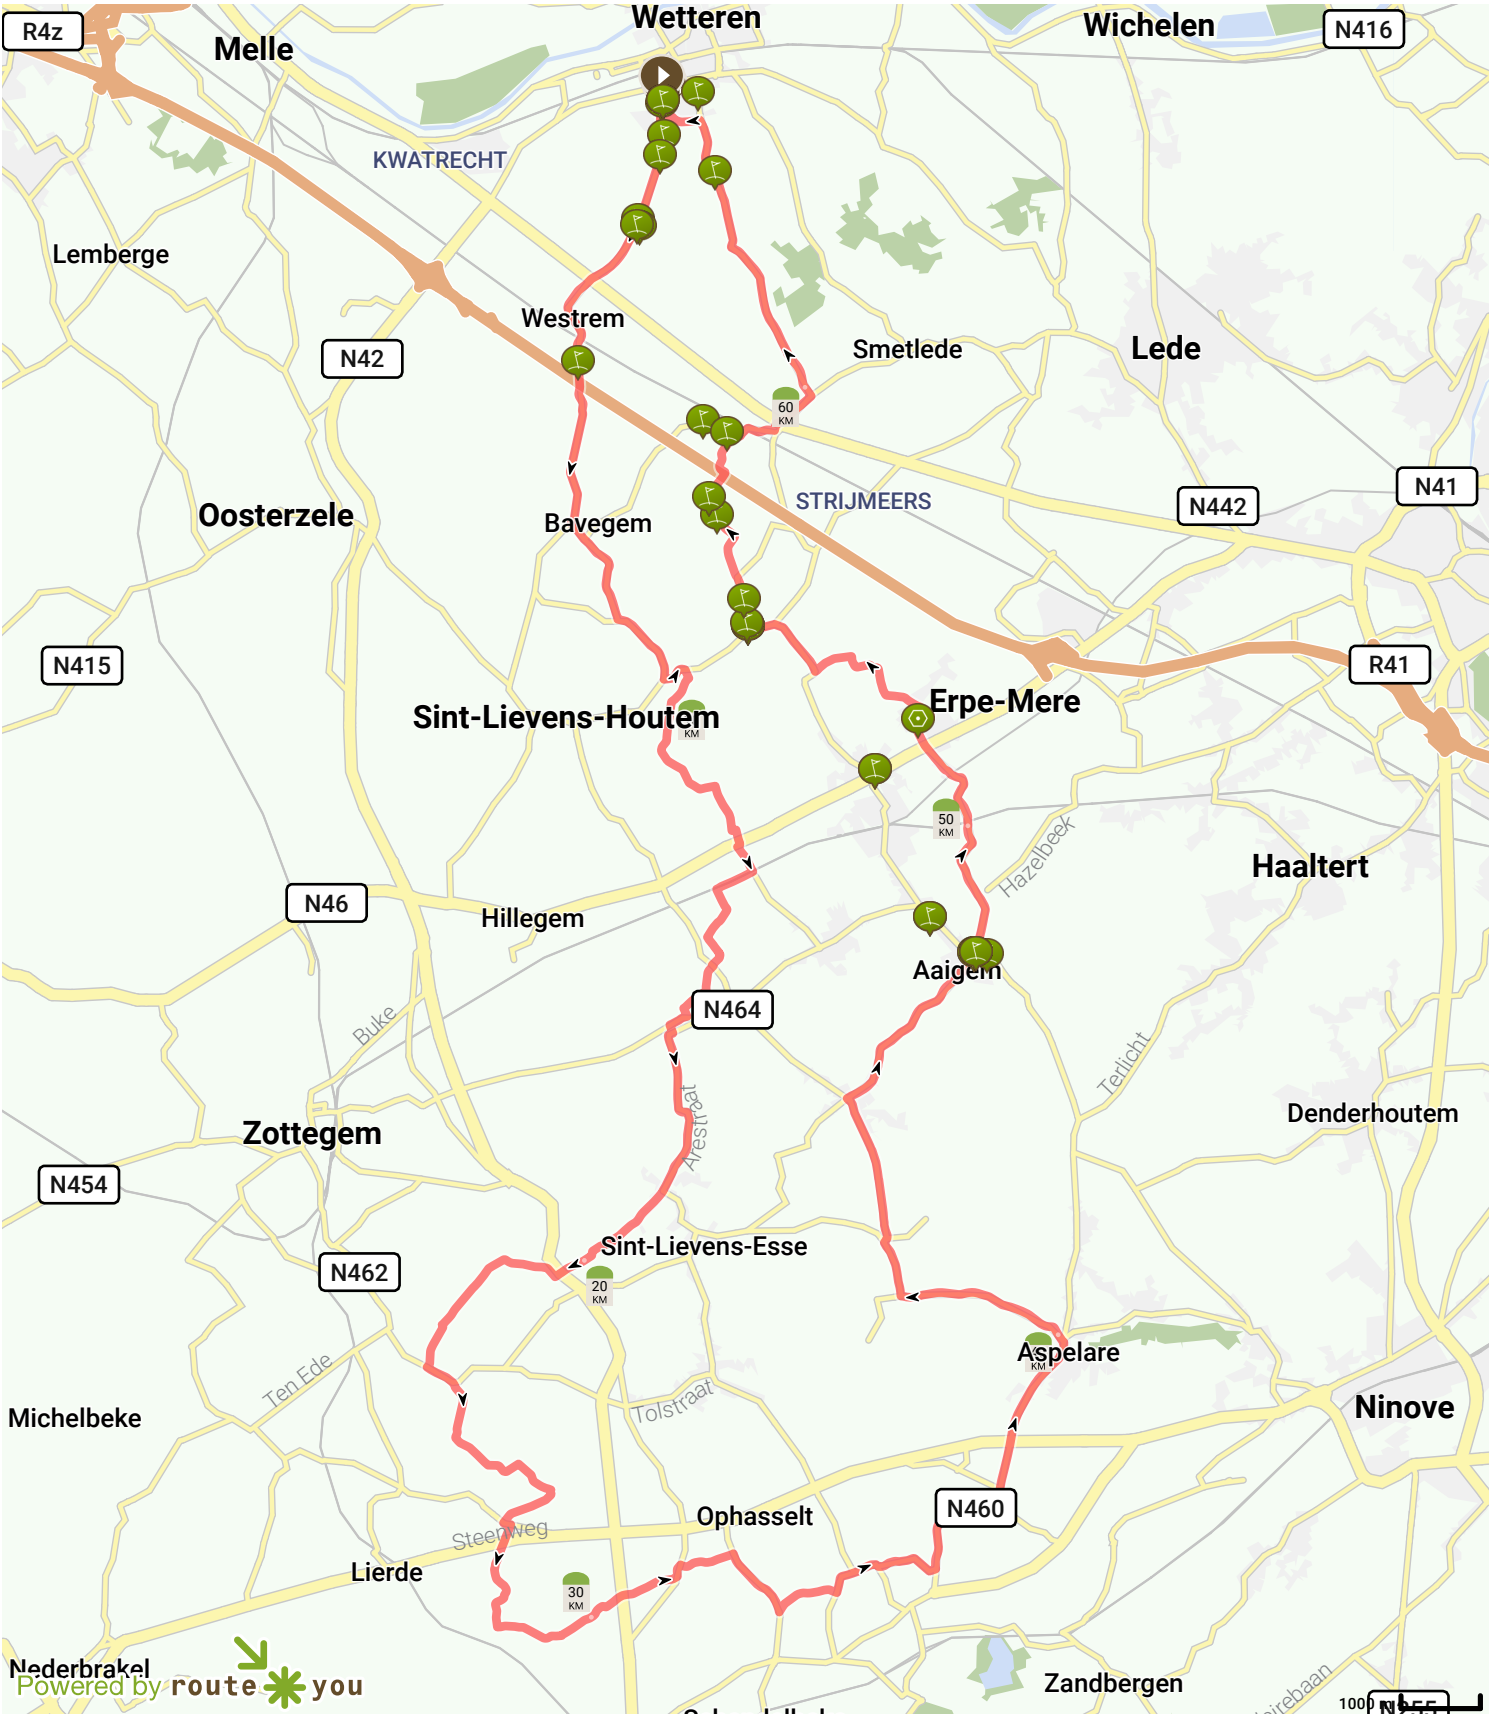 Wetteren
Wichelen
R4z
N416
Melle
KWATRECHT
Lemberge
Westrem
N42
Smetlede
Lede
60
KM
N41
Oosterzele
STRIJMEERS
N442
Bavegem
N415
R41
Sint-Lievens-Houtem
KM
Erpe-Mere
50
KM
Hazelbeek
Haaltert
N46
Hillegem
Aaigem
N464
Buke
Terlicht
Arestraat
Denderhoutem
Zottegem
N454
Sint-Lievens-Esse
N462
20
KM
Aspelare
KM
Ten Ede
Tolstraat
Michelbeke
Ninove
N460
Ophasselt
Steenweg
Lierde
30
KM
Nederbrakel
Powered by routeyou
Zandbergen
1000 m
N255